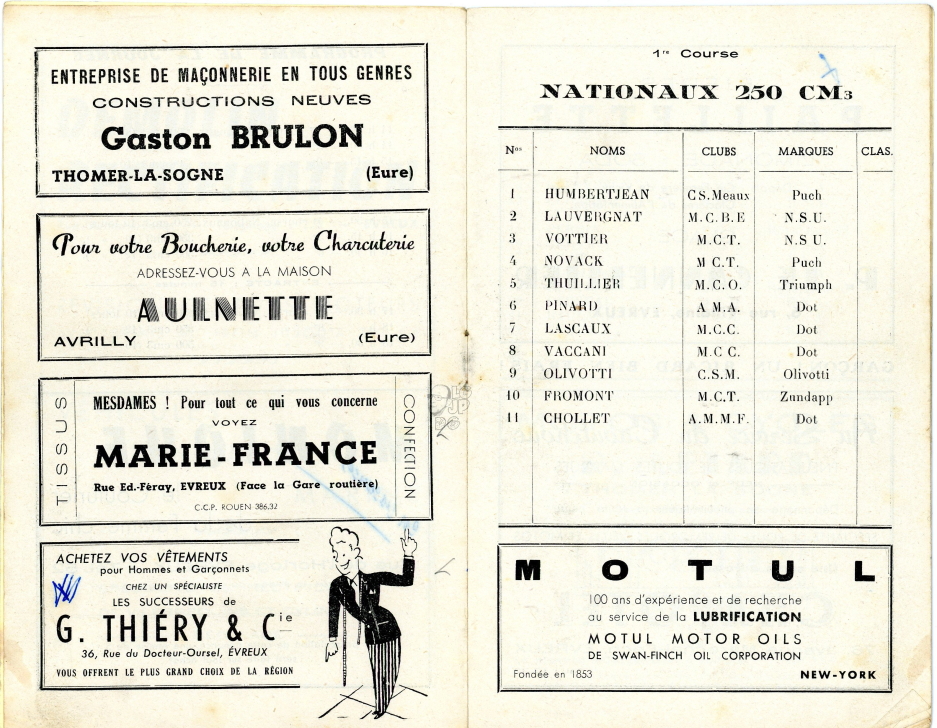 ENTREPRISE DE MAÇONNERIE EN TOUS GENRES
CONSTRUCTIONS NEUVES
Gaston BRULON
THOMER-LA-SOGNE (Eure)
Pour votre Boucherie, votre Charcuterie
ADRESSEZ-VOUS A LA MAISON
AULNETTE
AVRILLY (Eure)
TISSUS
MESDAMES ! Pour tout ce qui vous concerne
VOYEZ
MARIE-FRANCE
Rue Ed.-Féray, EVREUX (Face la Gare routière)
C.C.P. ROUEN 386,32
CONFECTION
ACHETEZ VOS VÊTEMENTS
pour Hommes et Garçonnets
CHEZ UN SPÉCIALISTE
LES SUCCESSEURS de
G. THIÉRY & Cie
36, Rue du Docteur-Oursel, ÉVREUX
VOUS OFFRENT LE PLUS GRAND CHOIX DE LA RÉGION
1re Course
NATIONAUX 250 CM3
Nos NOMS CLUBS MARQUES CLAS.
1 HUMBERTJEAN C.S.Meaux Puch
2 LAUVERGNAT M.C.B.E N.S.U.
3 VOTTIER M.C.T. N.S U.
4 NOVACK M C.T. Puch
5 THUILLIER M.C.O. Triumph
6 PINARD A M.A. Dot
7 LASCAUX M.C.C. Dot
8 VACCANI M.C C. Dot
9 OLIVOTTI C.S.M. Olivotti
10 FROMONT M.C.T. Zundapp
11 CHOLLET A.M.M.F. Dot
MOTUL
100 ans d'expérience et de recherche
au service de la LUBRIFICATION
MOTUL MOTOR OILS
DE SWAN-FINCH OIL CORPORATION
Fondée en 1853 NEW-YORK